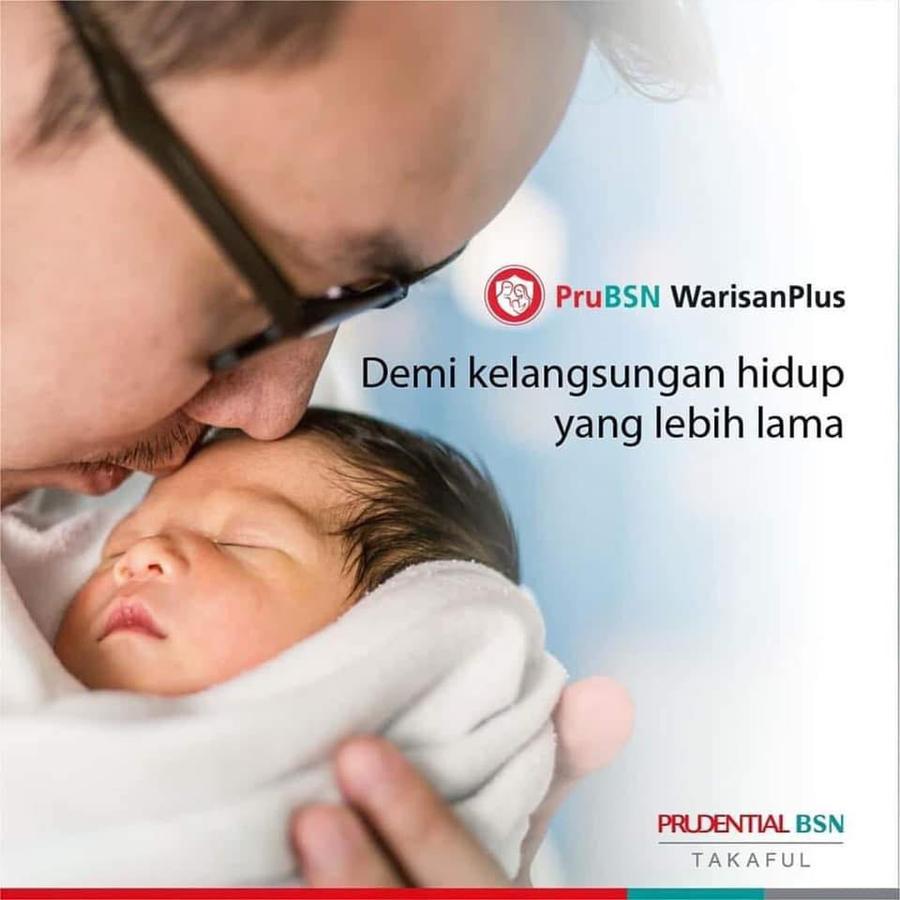 PruBSN WarisanPlus
Demi kelangsungan hidup
yang lebih lama
PRUDENTIAL BSN
TAKAFUL